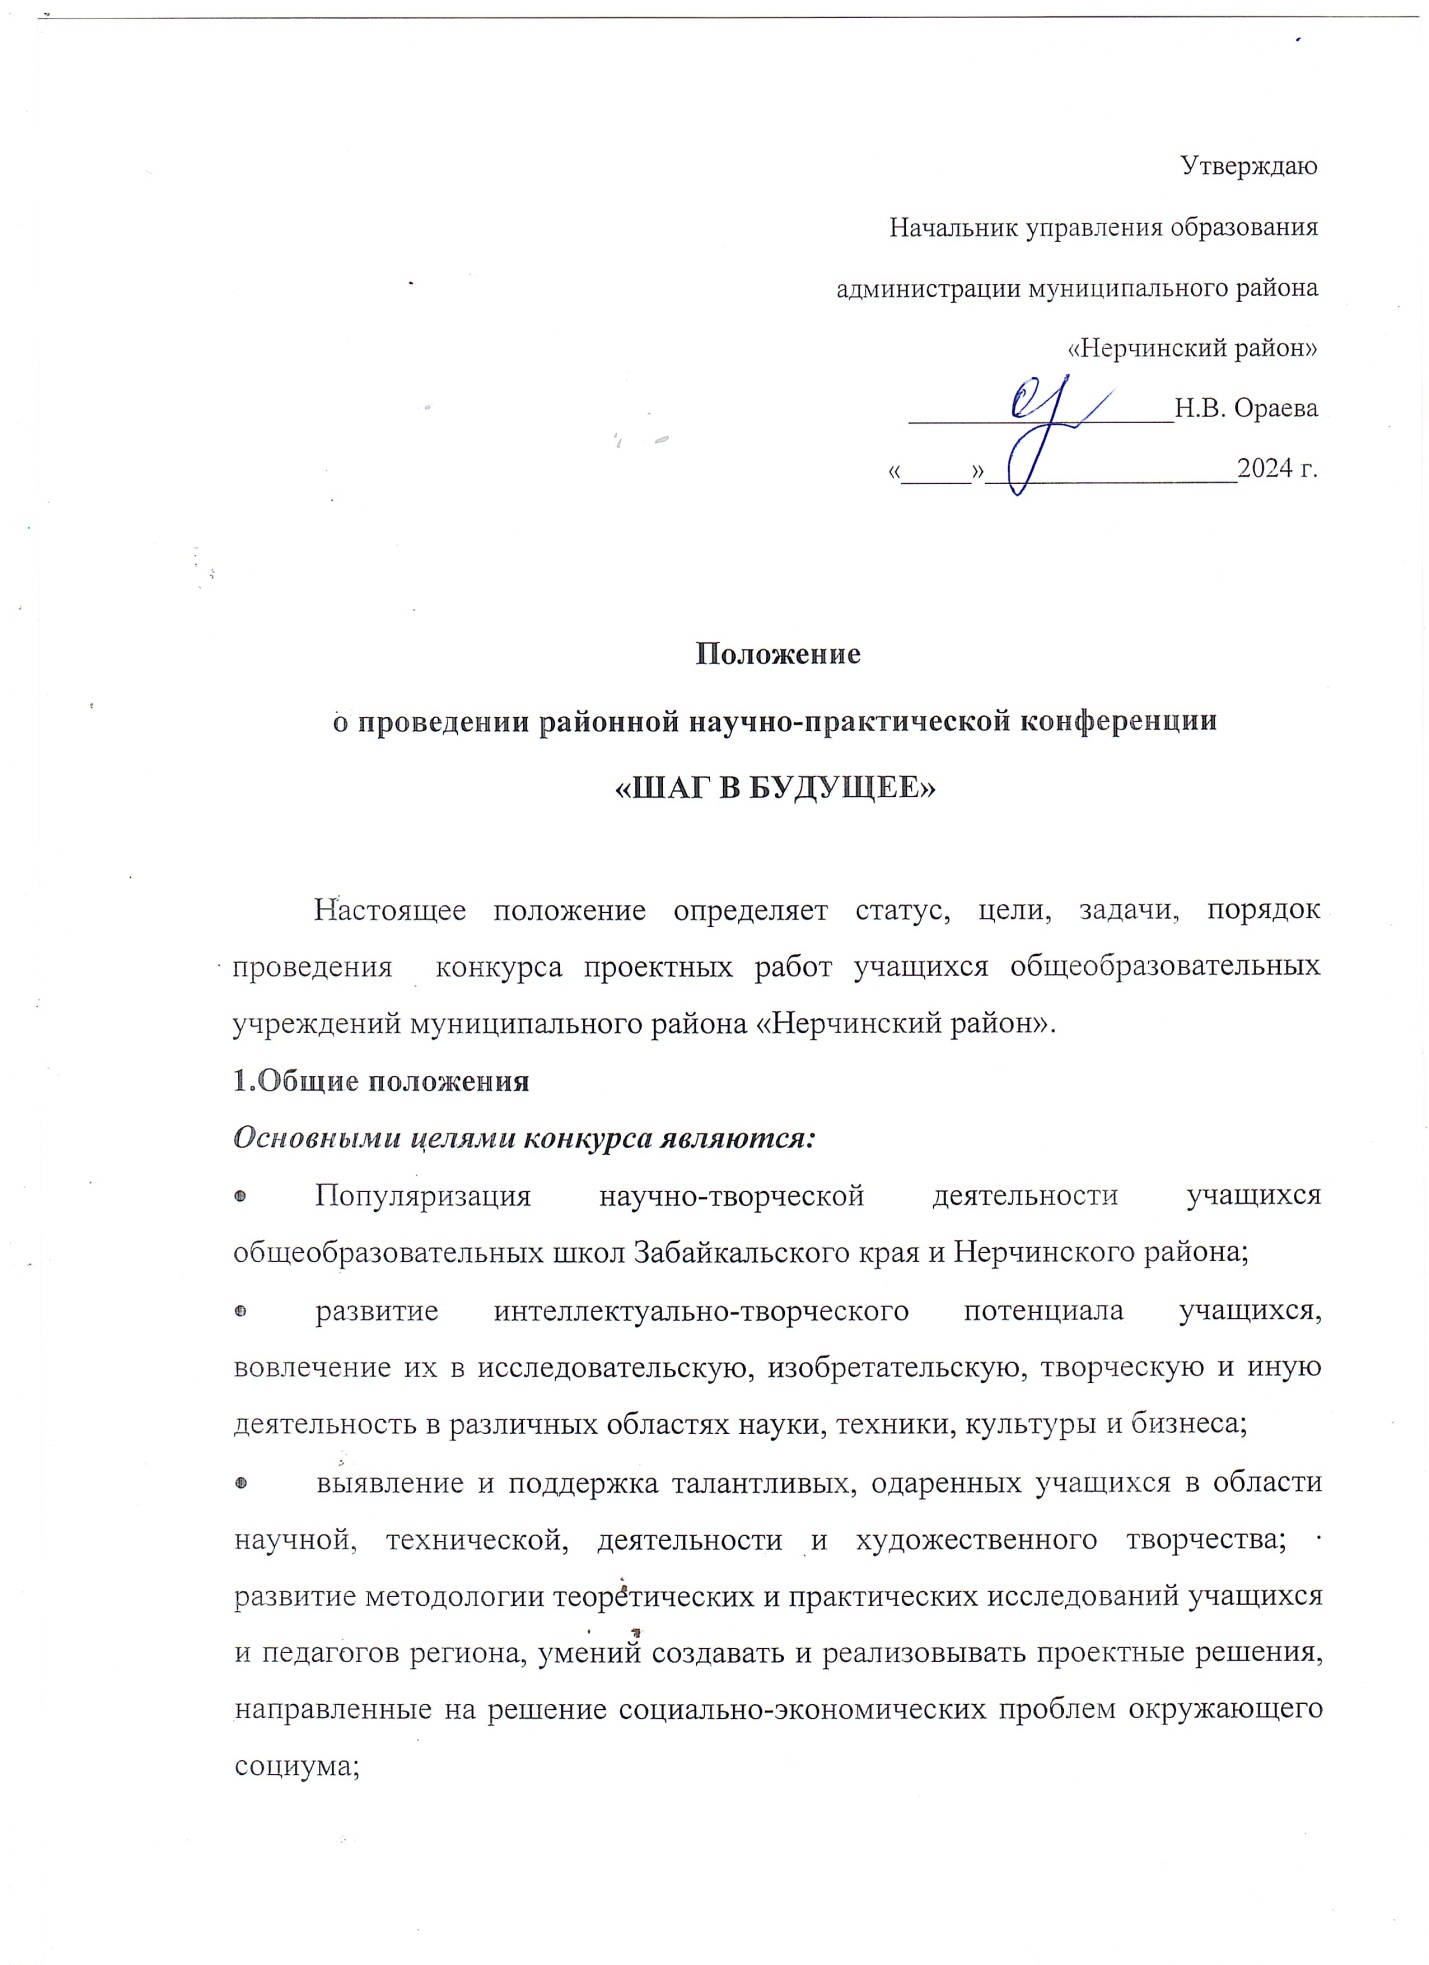 Утверждаю
Начальник управления образования
администрации муниципального района
«Нерчинский район»
___________________Н.В. Ораева
«_____»__________________2024 г.
Положение
о проведении районной научно-практической конференции
«ШАГ В БУДУЩЕЕ»
Настоящее положение определяет статус, цели, задачи, порядок
проведения конкурса проектных работ учащихся общеобразовательных
учреждений муниципального района «Нерчинский район».
1.Общие положения
Основными целями конкурса являются:
• Популяризация научно-творческой деятельности учащихся
общеобразовательных школ Забайкальского края и Нерчинского района;
• развитие интеллектуально-творческого потенциала учащихся,
вовлечение их в исследовательскую, изобретательскую, творческую и иную
деятельность в различных областях науки, техники, культуры и бизнеса;
• выявление и поддержка талантливых, одаренных учащихся в области
научной, технической, деятельности и художественного творчества; ·
развитие методологии теоретических и практических исследований учащихся
и педагогов региона, умений создавать и реализовывать проектные решения,
направленные на решение социально-экономических проблем окружающего
социума;